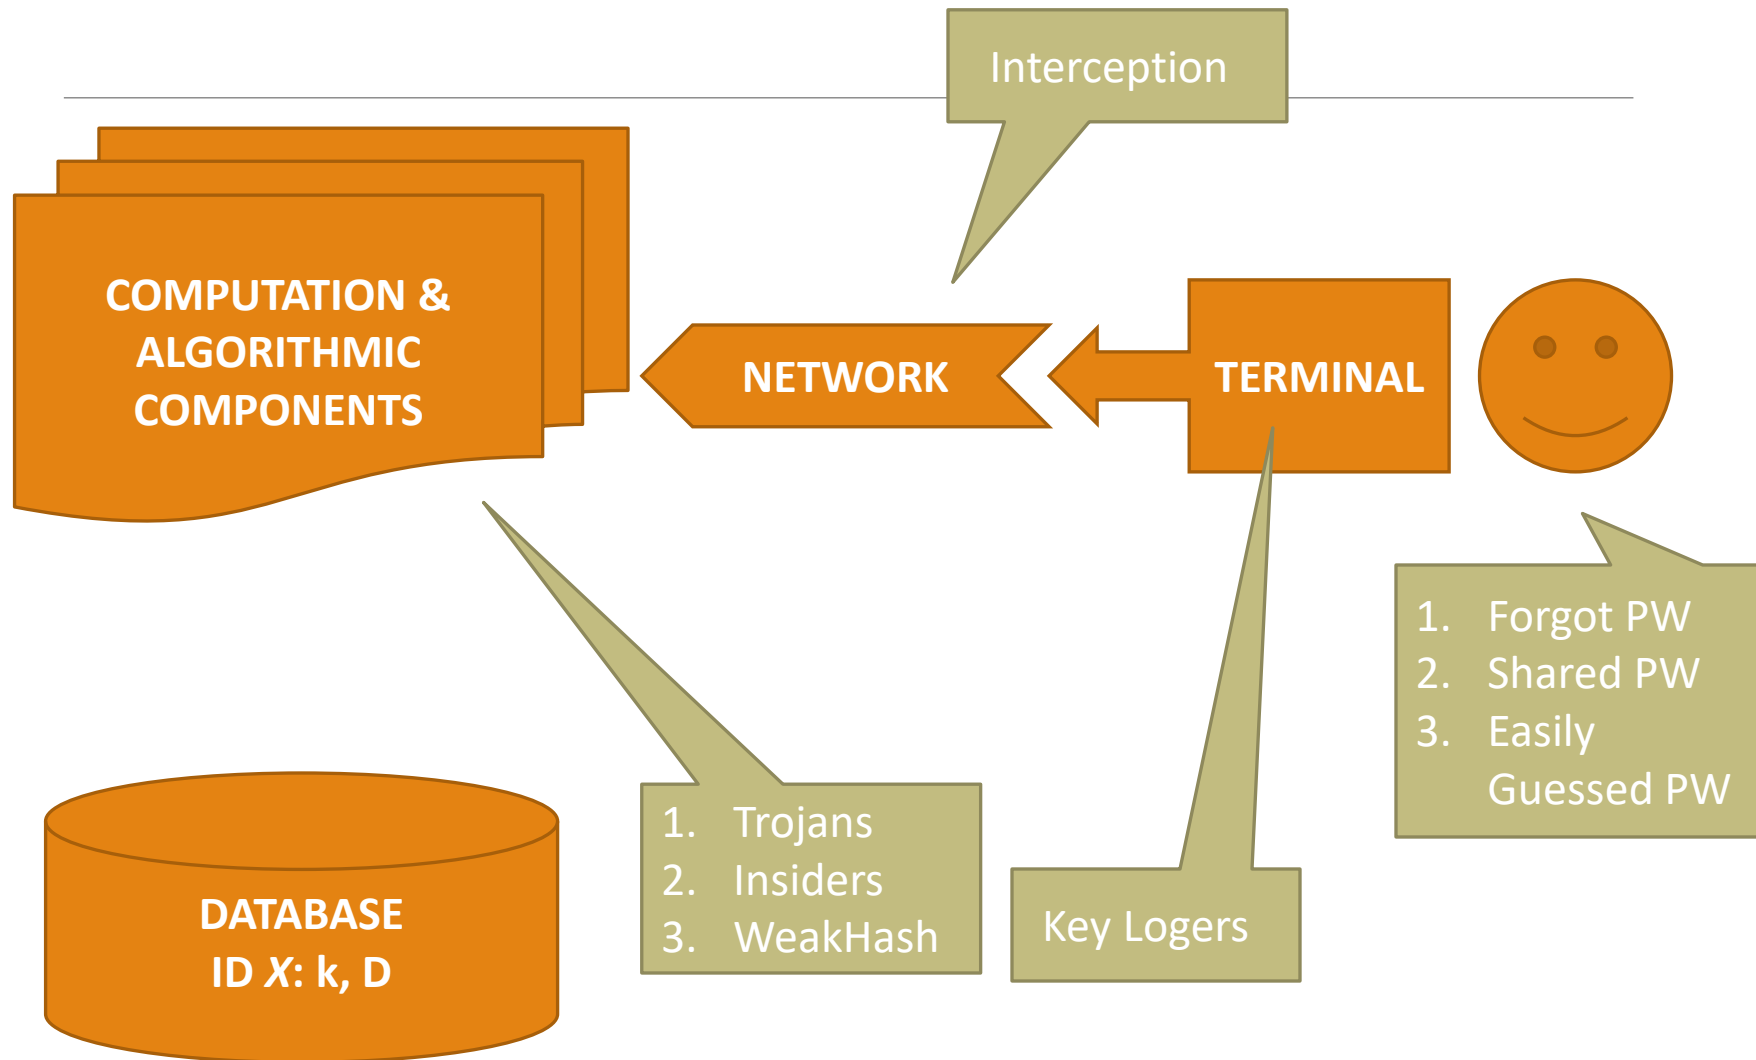 Interception
COMPUTATION &
ALGORITHMIC
COMPONENTS
NETWORK
TERMINAL
1. Forgot PW
2. Shared PW
3. Easily
Guessed PW
1. Trojans
2. Insiders
3. WeakHash
Key Logers
DATABASE
ID X: k, D